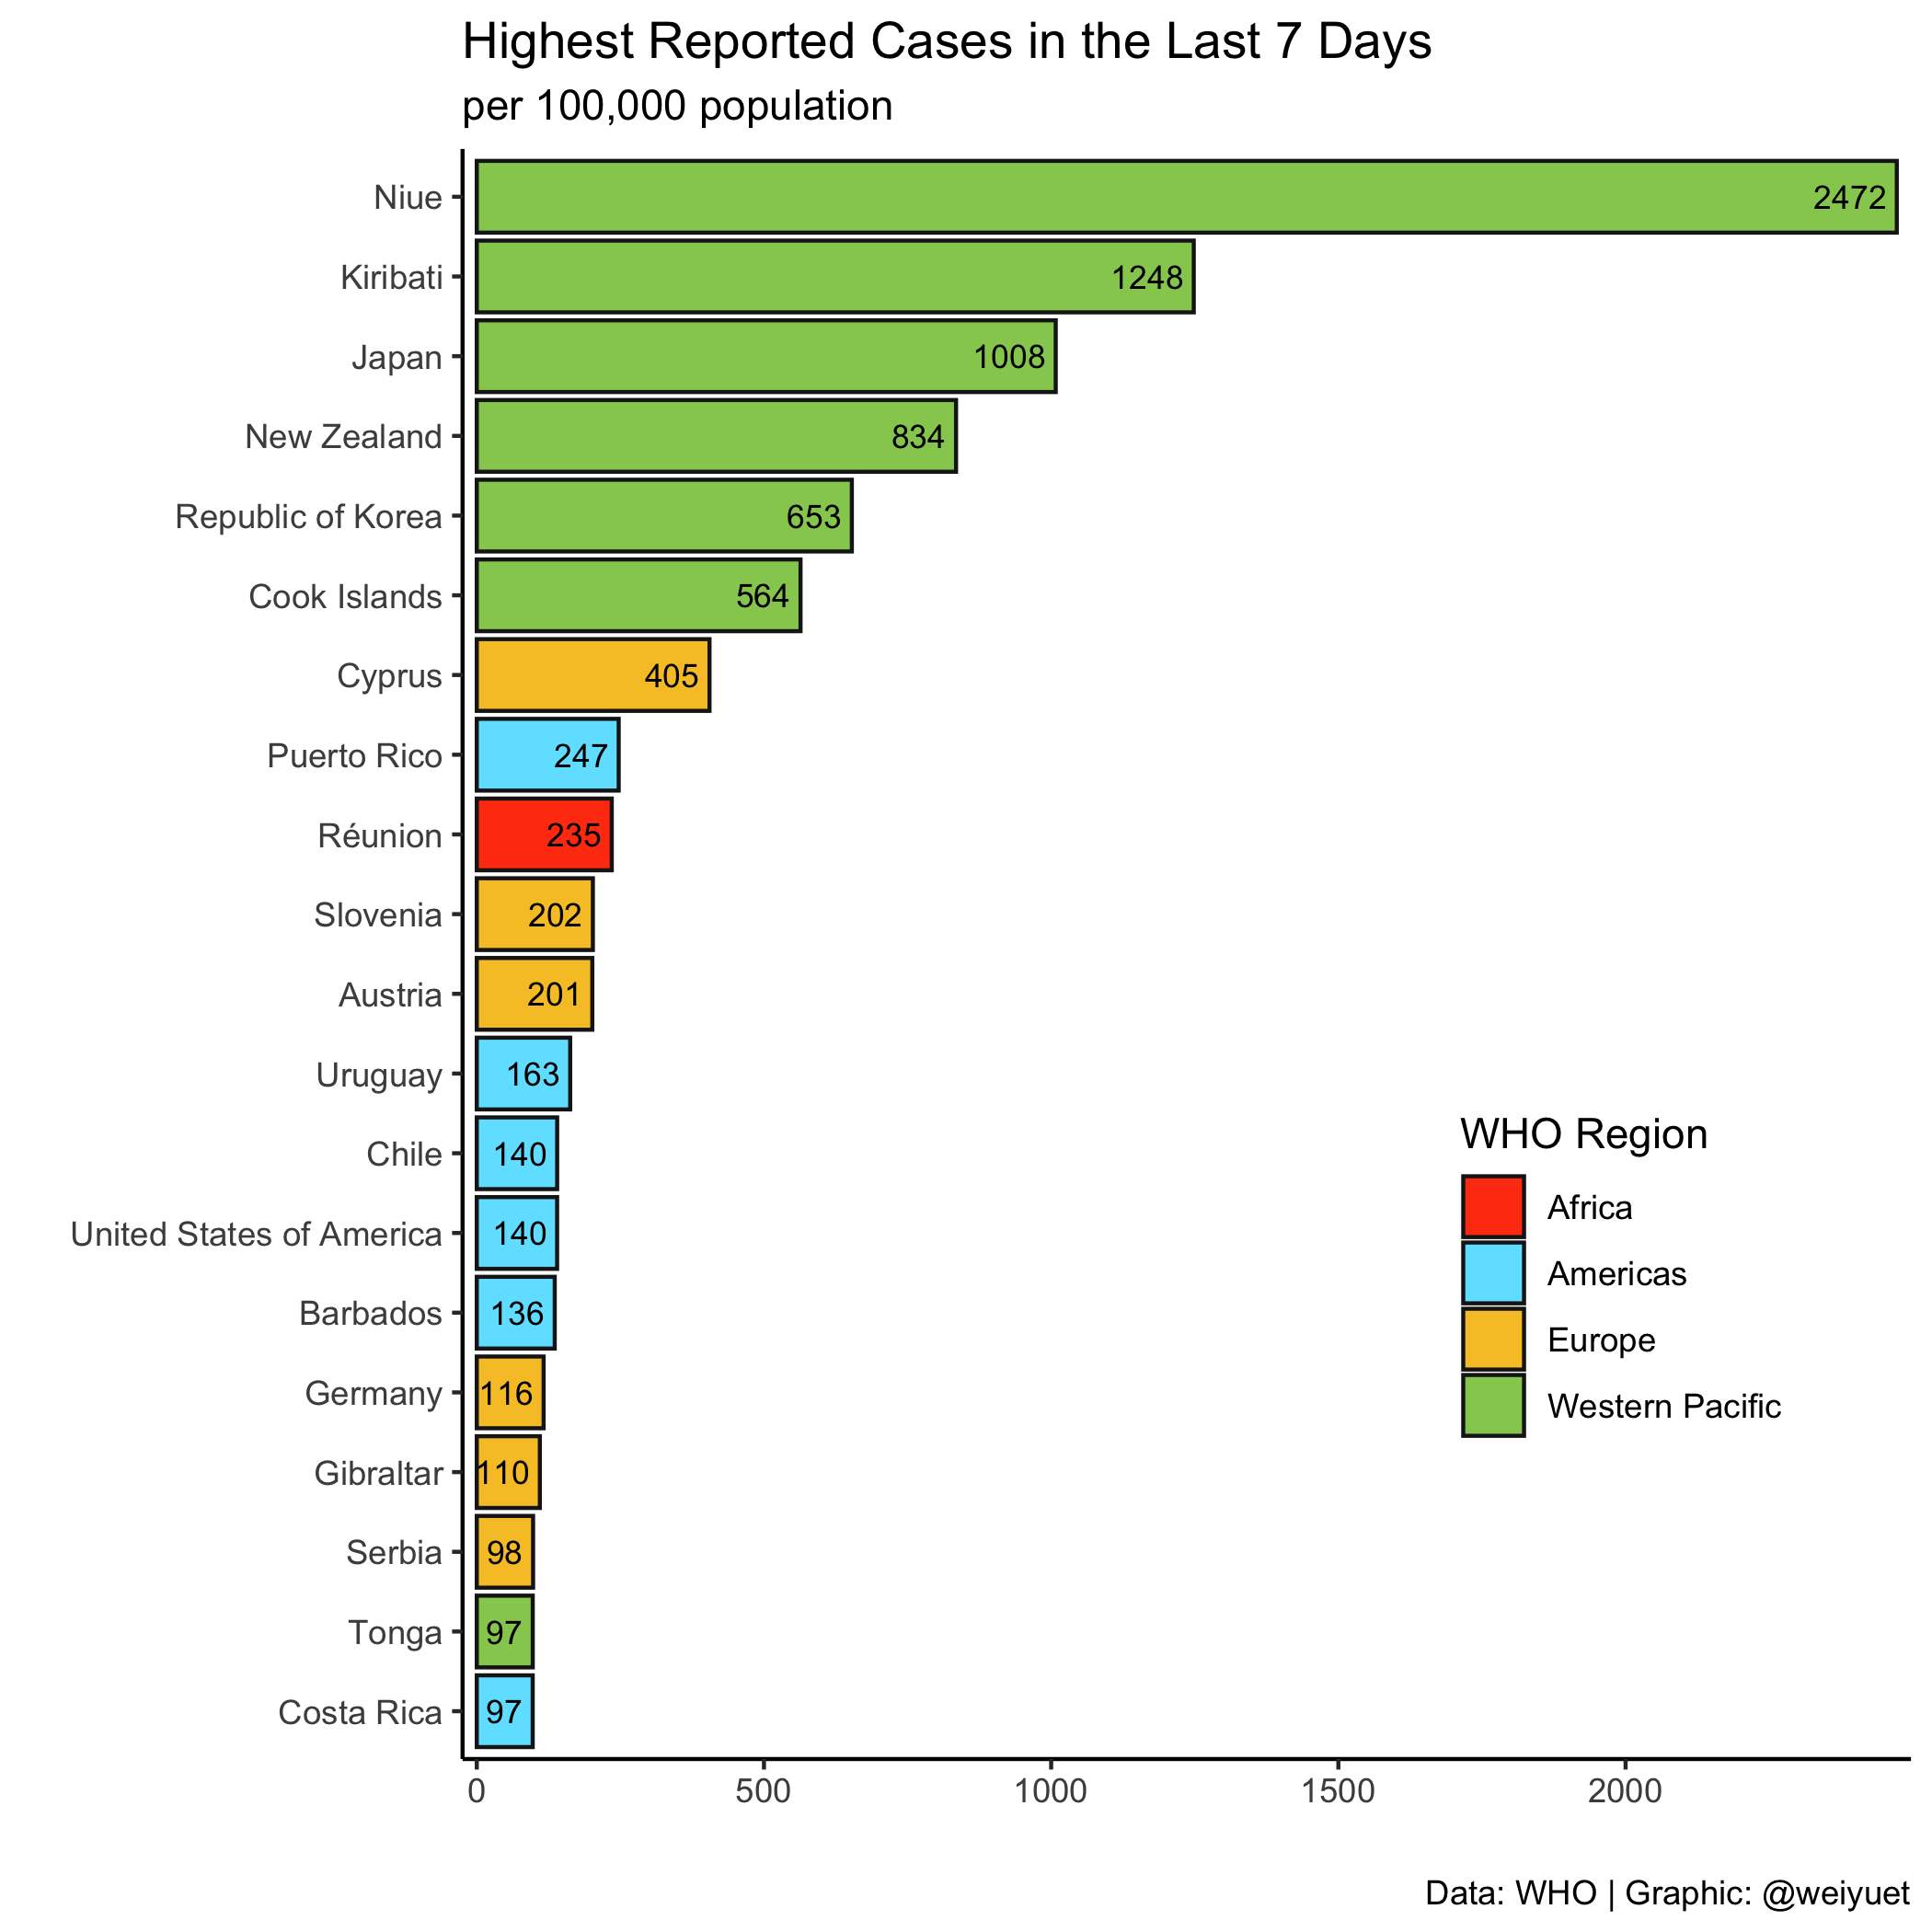 Highest Reported Cases in the Last 7 Days
per 100,000 population
Niue 2472
Kiribati 1248
Japan 1008
New Zealand 834
Republic of Korea 653
Cook Islands 564
Cyprus 405
Puerto Rico 247
Réunion 235
Slovenia 202
Austria 201
Uruguay 163
Chile 140
United States of America 140
Barbados 136
Germany 116
Gibraltar 110
Serbia 98
Tonga 97
Costa Rica 97
0 500 1000 1500 2000
WHO Region
Africa
Americas
Europe
Western Pacific
Data: WHO | Graphic: @weiyuet